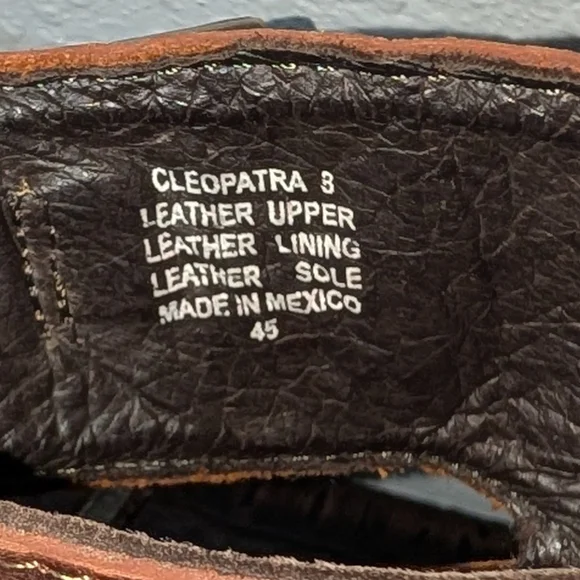 CLEOPATRA 3
LEATHER UPPER
LEATHER LINING
LEATHER SOLE
MADE IN MEXICO
45